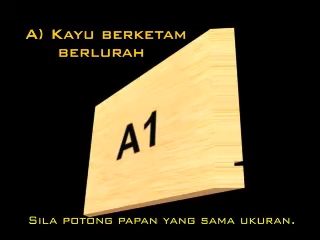 A) Kayu berketam
berlurah
A1
Sila potong papan yang sama ukuran.